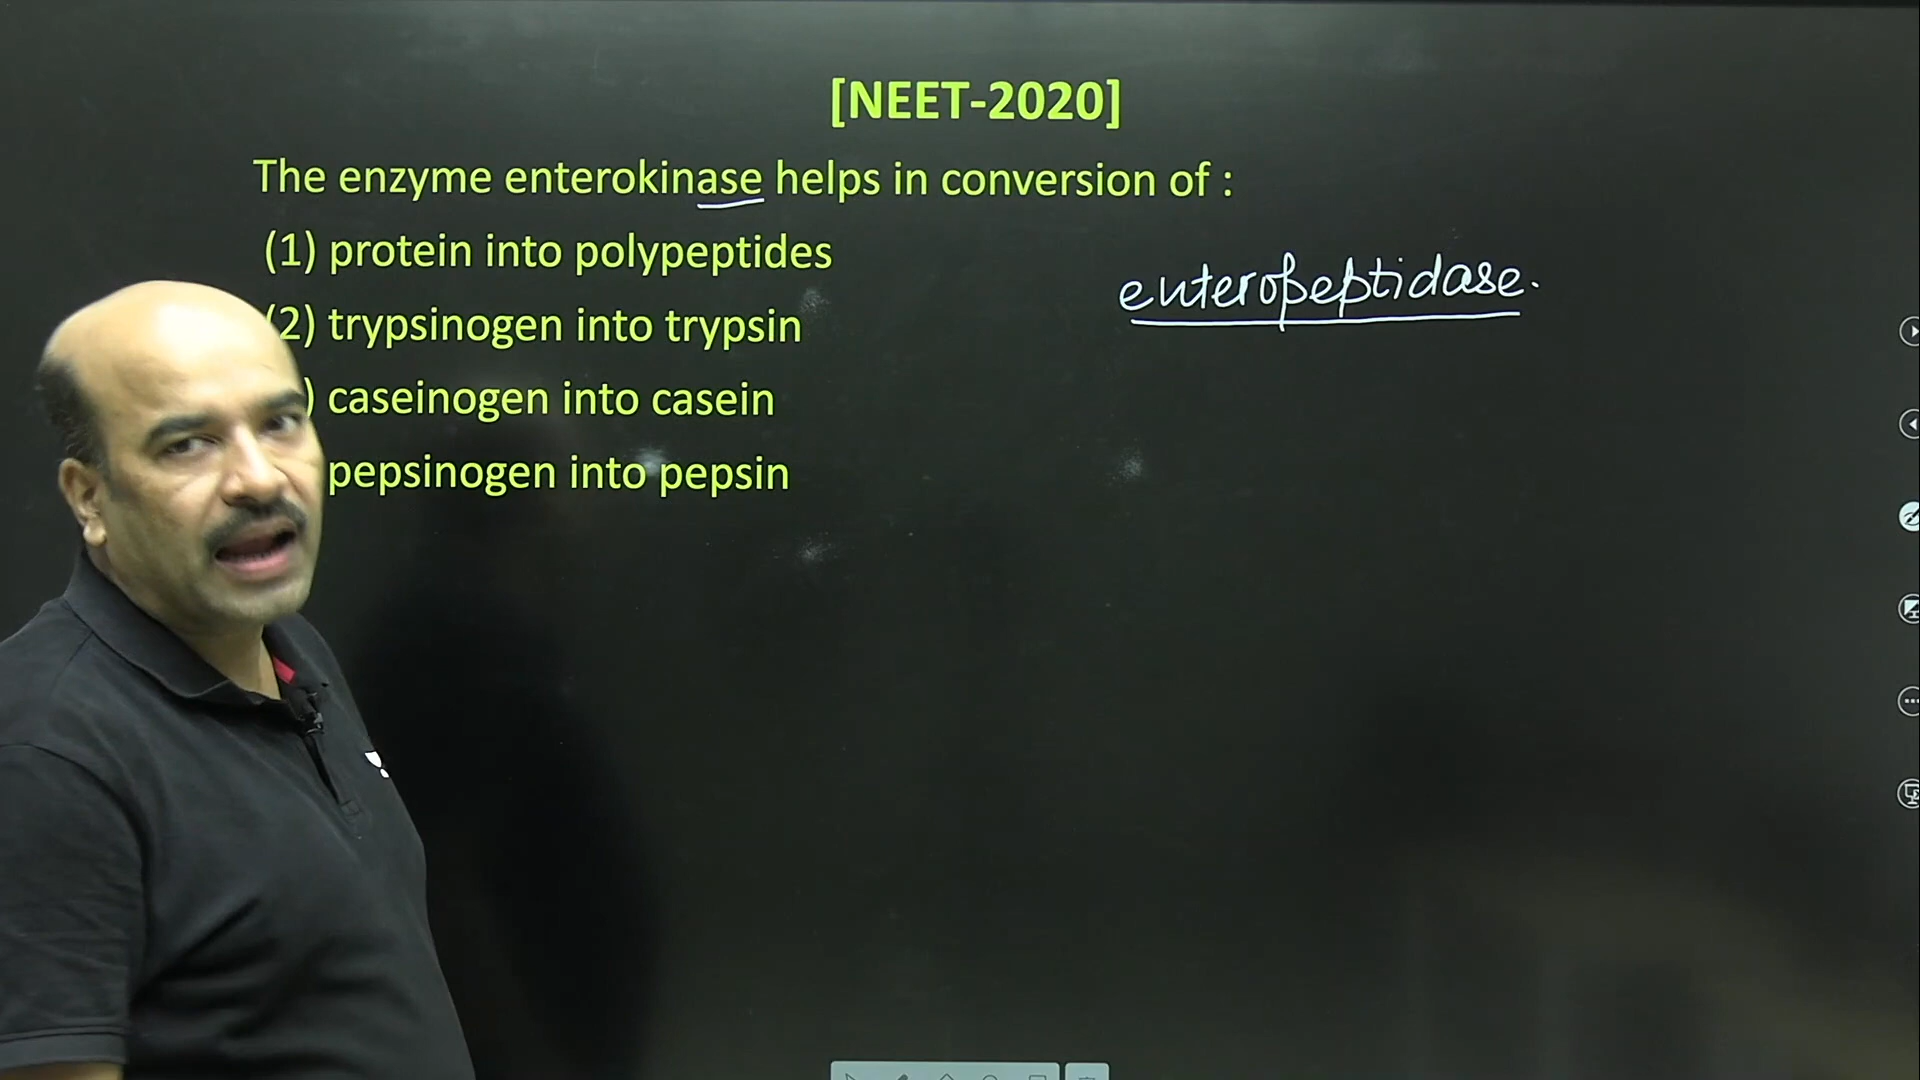 [NEET-2020]
The enzyme enterokinase helps in conversion of :
(1) protein into polypeptides
enteropeptidase.
(2) trypsinogen into trypsin
) caseinogen into casein
pepsinogen into pepsin